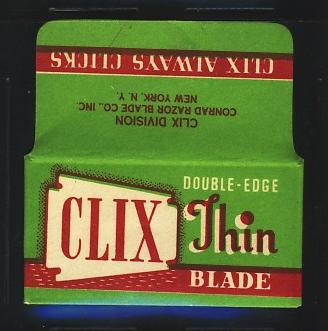 CLIX ALWAYS CLICKS
CLIX DIVISION
CONRAD RAZOR BLADE CO., INC.
NEW YORK, N. Y.
DOUBLE-EDGE
CLIX Thin
BLADE